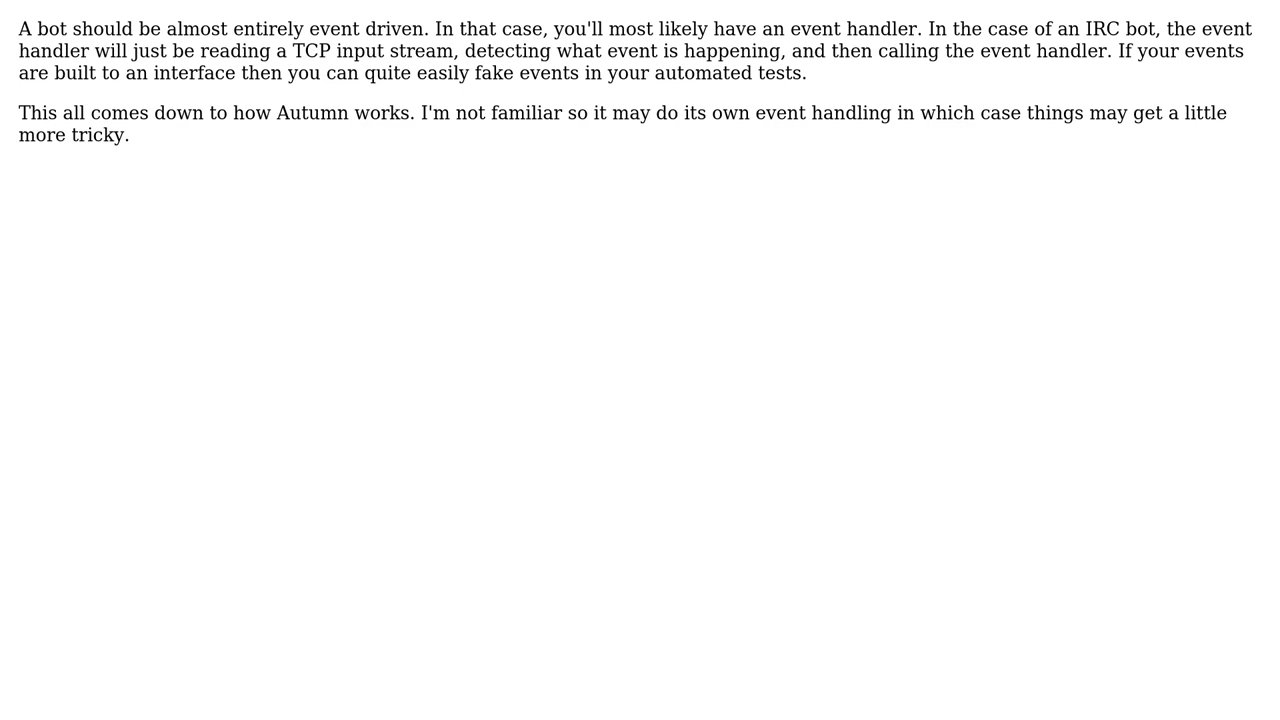 A bot should be almost entirely event driven. In that case, you'll most likely have an event handler. In the case of an IRC bot, the event
handler will just be reading a TCP input stream, detecting what event is happening, and then calling the event handler. If your events
are built to an interface then you can quite easily fake events in your automated tests.
This all comes down to how Autumn works. I'm not familiar so it may do its own event handling in which case things may get a little
more tricky.